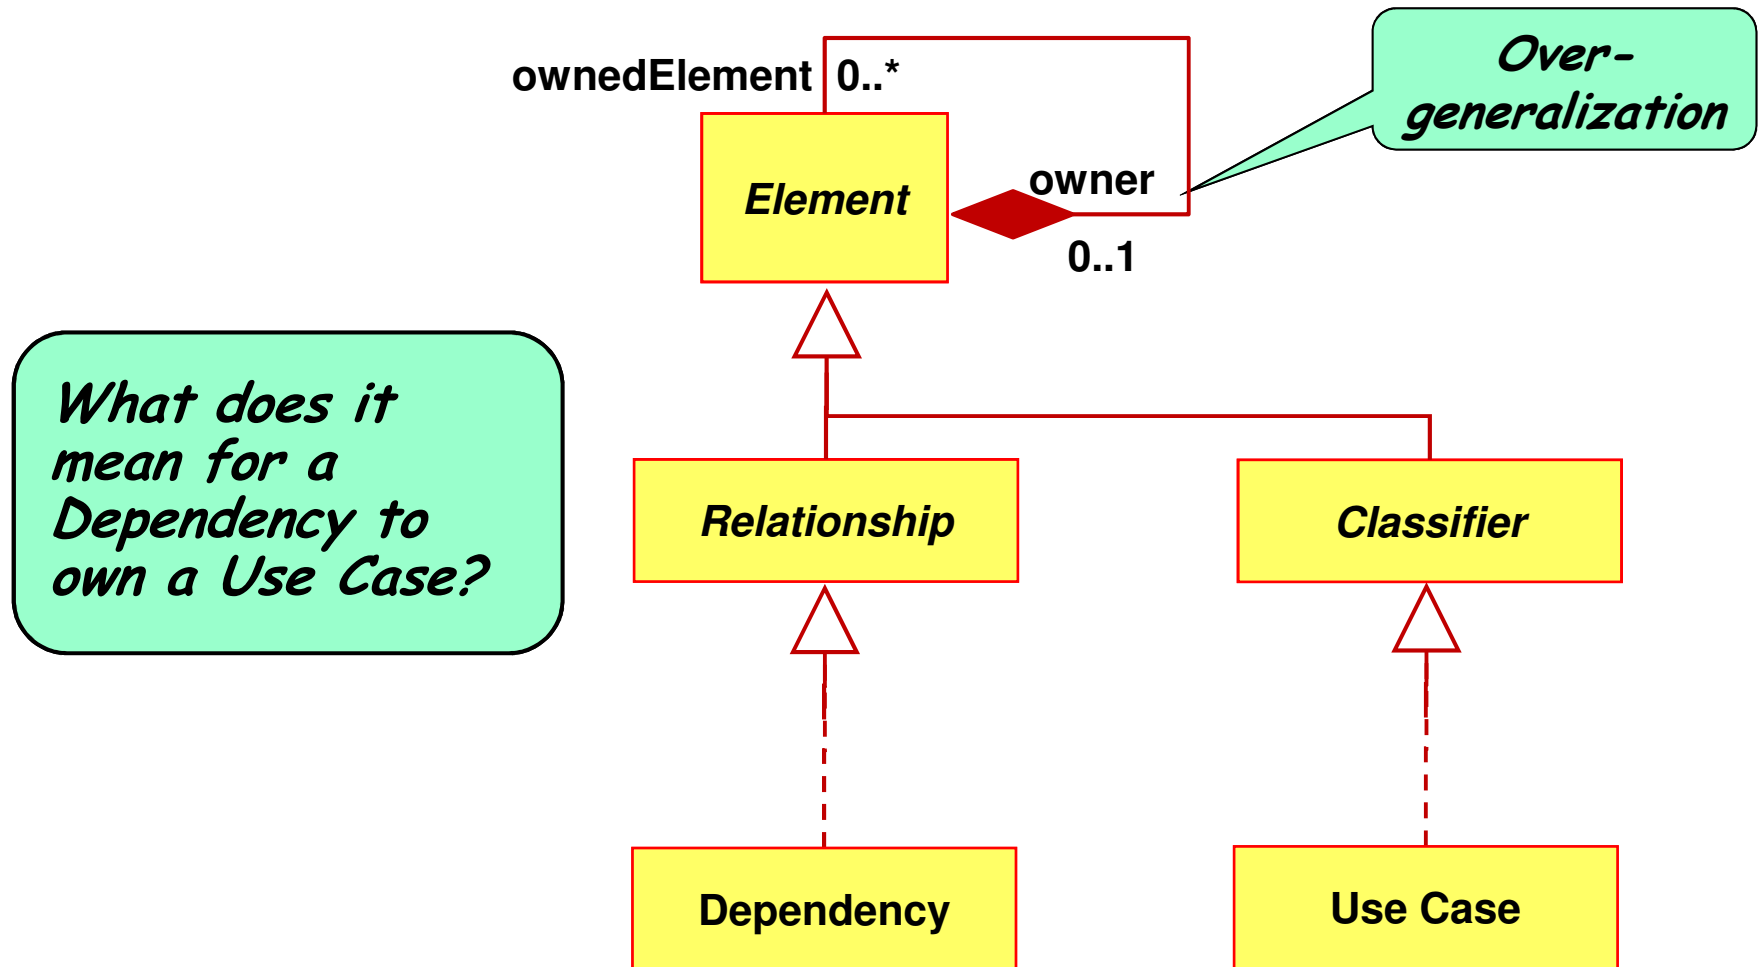 Over-
generalization
ownedElement 0..*
Element
owner
0..1
What does it
mean for a
Dependency to
own a Use Case?
Relationship
Classifier
Dependency
Use Case